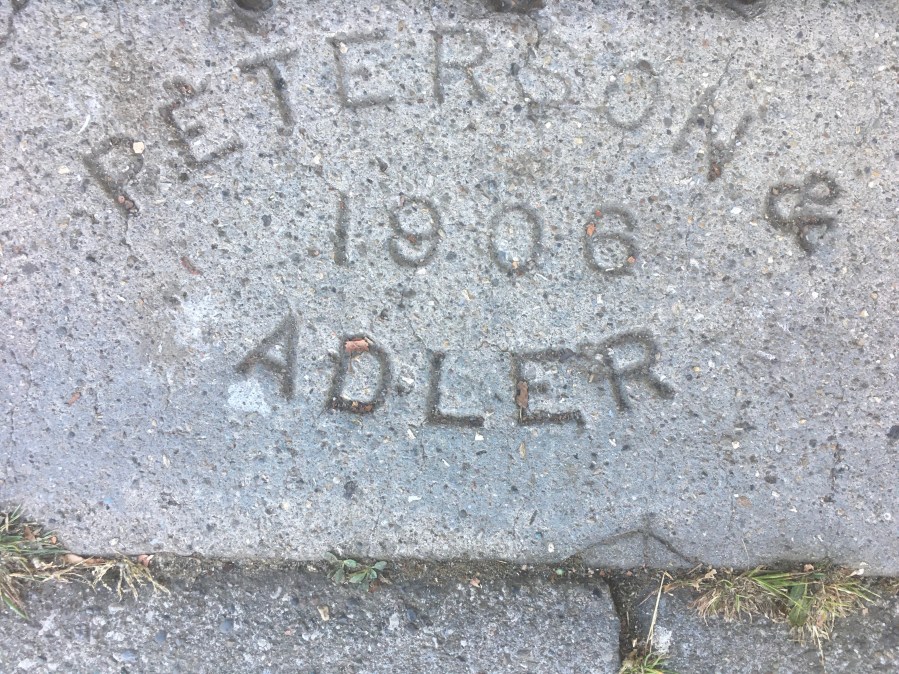 PETERSON &
1906
ADLER